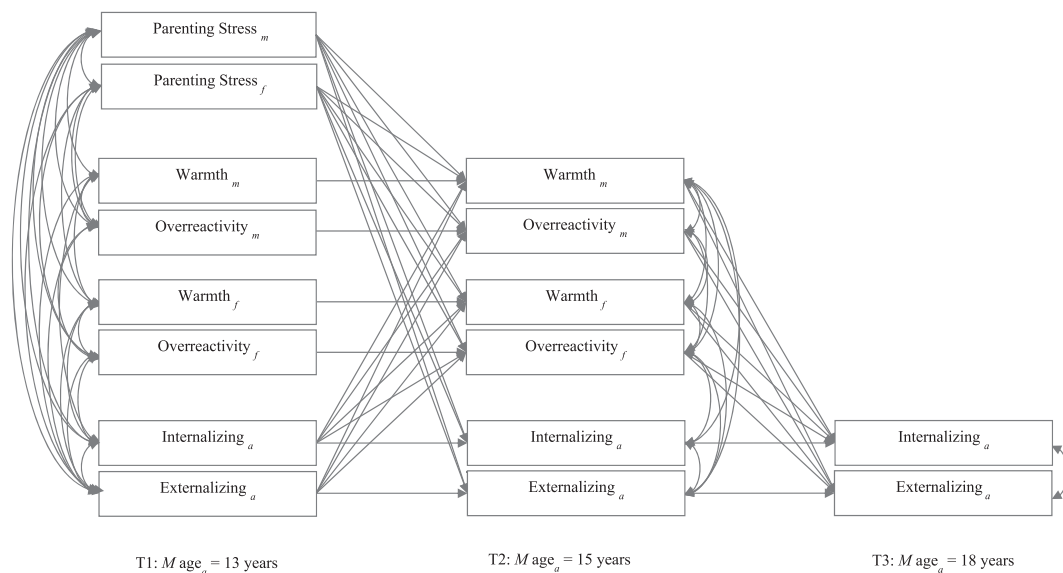 Parenting Stress m
Parenting Stress f
Warmth m
Overreactivity m
Warmth f
Overreactivity f
Internalizing a
Externalizing a
T1: M age a = 13 years
Warmth m
Overreactivity m
Warmth f
Overreactivity f
Internalizing a
Externalizing a
T2: M age a = 15 years
Internalizing a
Externalizing a
T3: M age a = 18 years